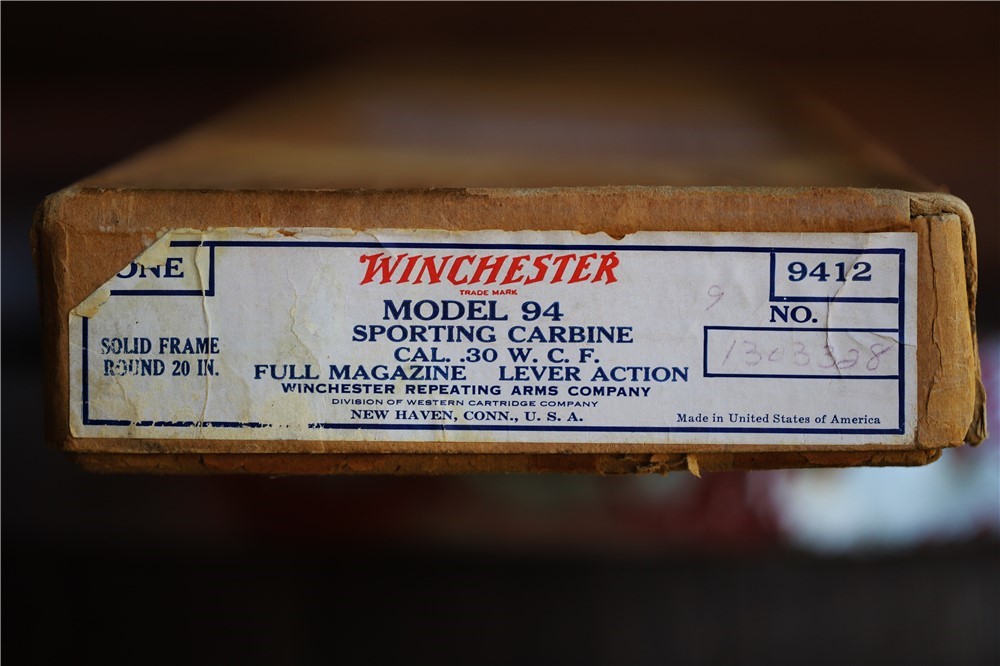 ONE
WINCHESTER
TRADE MARK
9412
MODEL 94
9
NO.
SPORTING CARBINE
SOLID FRAME
ROUND 20 IN.
CAL. .30 W. C. F.
1303328
FULL MAGAZINE LEVER ACTION
WINCHESTER REPEATING ARMS COMPANY
DIVISION OF WESTERN CARTRIDGE COMPANY
NEW HAVEN, CONN., U. S. A.
Made in United States of America